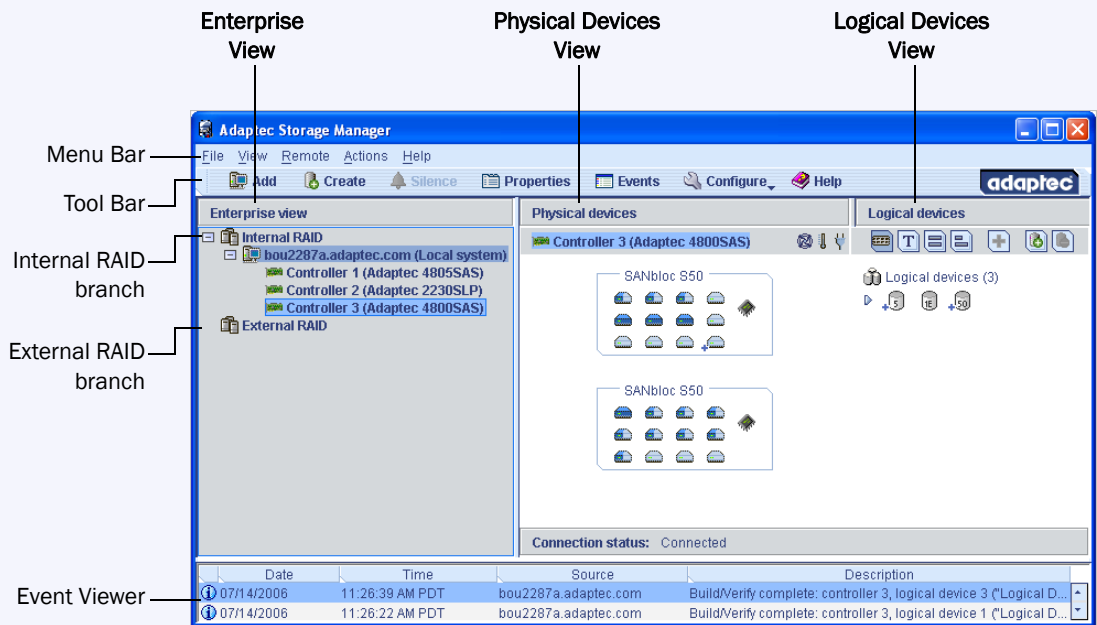 Enterprise
View
Physical Devices
View
Logical Devices
View
Adaptec Storage Manager
Menu Bar
File View Remote Actions Help
Tool Bar
Add Create Silence Properties Events Configure Help adaptec
Enterprise view Physical devices Logical devices
Internal RAID
branch
Internal RAID
bou2287a.adaptec.com (Local system)
Controller 1 (Adaptec 4805SAS)
Controller 2 (Adaptec 2230SLP)
Controller 3 (Adaptec 4800SAS)
External RAID
External RAID
branch
Controller 3 (Adaptec 4800SAS)
SANbloc S50
SANbloc S50
T
Logical devices (3)
5 1E 50
Connection status: Connected
Date Time Source Description
Event Viewer
07/14/2006 11:26:39 AM PDT bou2287a.adaptec.com Build/Verify complete: controller 3, logical device 3 ("Logical D...
07/14/2006 11:26:22 AM PDT bou2287a.adaptec.com Build/Verify complete: controller 3, logical device 1 ("Logical D...